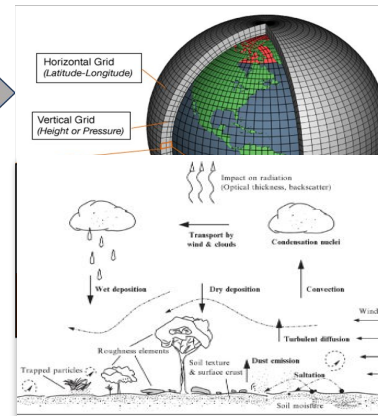 Horizontal Grid
(Latitude-Longitude)
Vertical Grid
(Height or Pressure)
Impact on radiation
(Optical thickness, backscatter)
Transport by
wind & clouds
Condensation nuclei
Wet deposition
Dry deposition
Convection
Wind
Turbulent diffusion
Roughness elements
Soil texture
& surface crust
Dust emission
Trapped particles
Saltation
Soil moisture